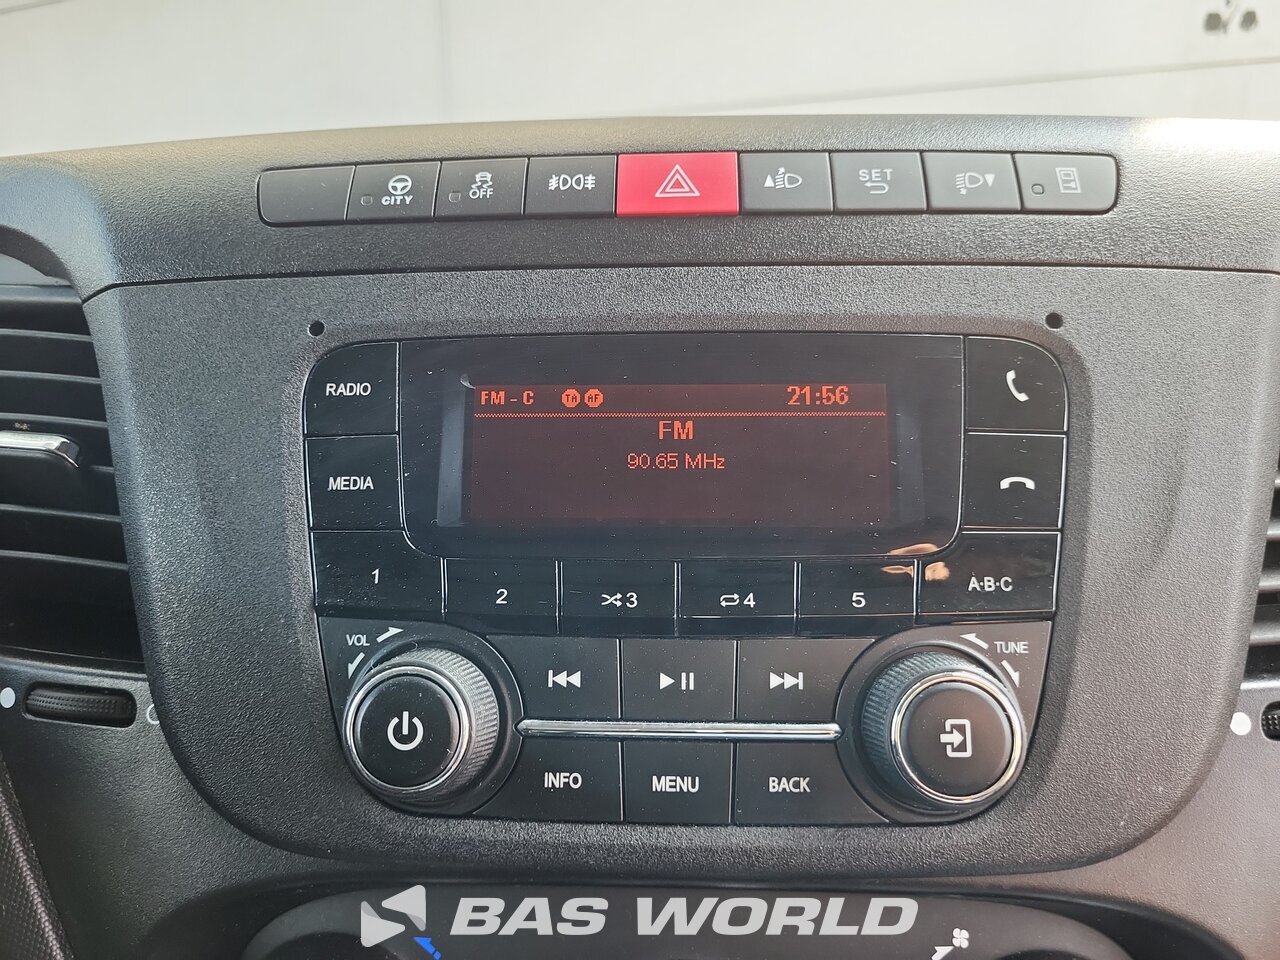 CITY
OFF
SET
RADIO
MEDIA
FM - C TA AF 21:56
FM
90.65 MHz
1
2
3
4
5
A·B·C
VOL
TUNE
INFO
MENU
BACK
BAS WORLD